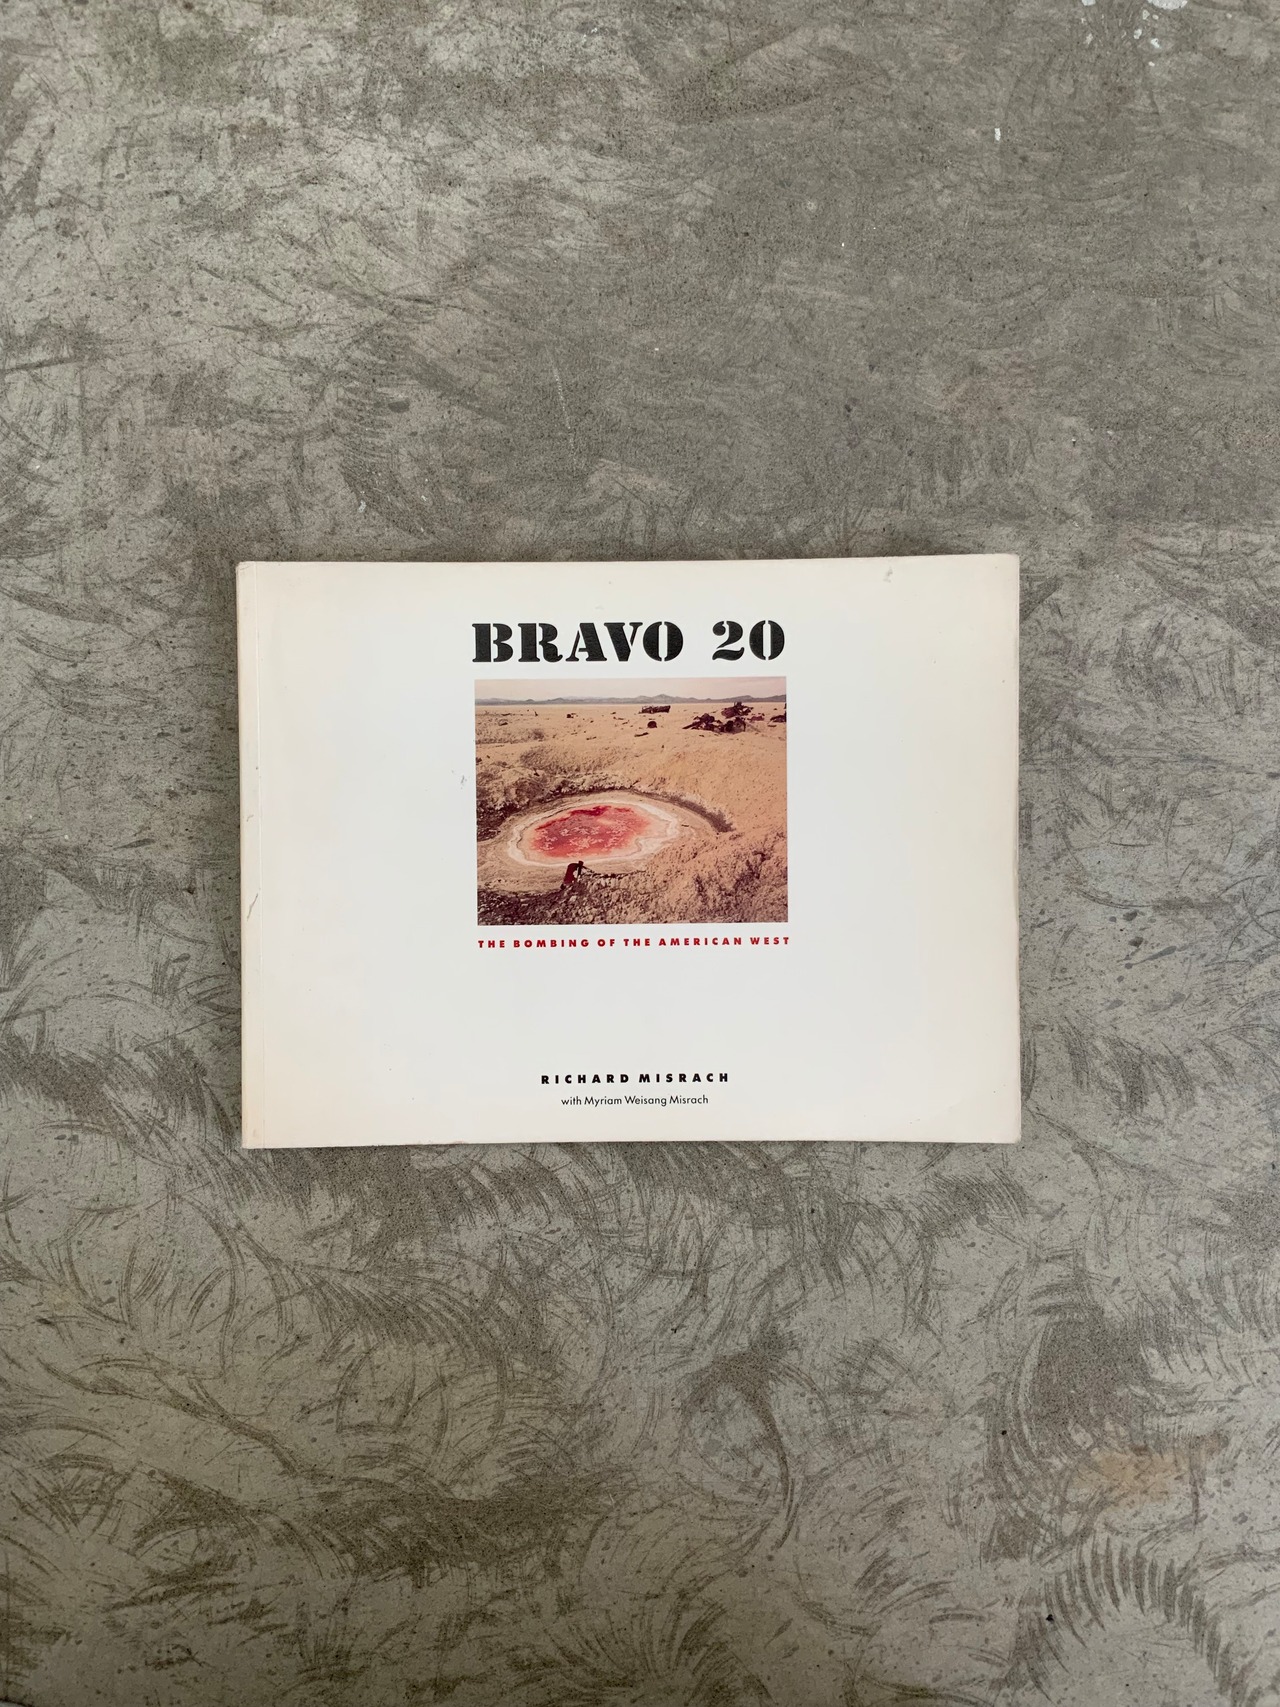 BRAVO 20
THE BOMBING OF THE AMERICAN WEST
RICHARD MISRACH
with Myriam Weisang Misrach